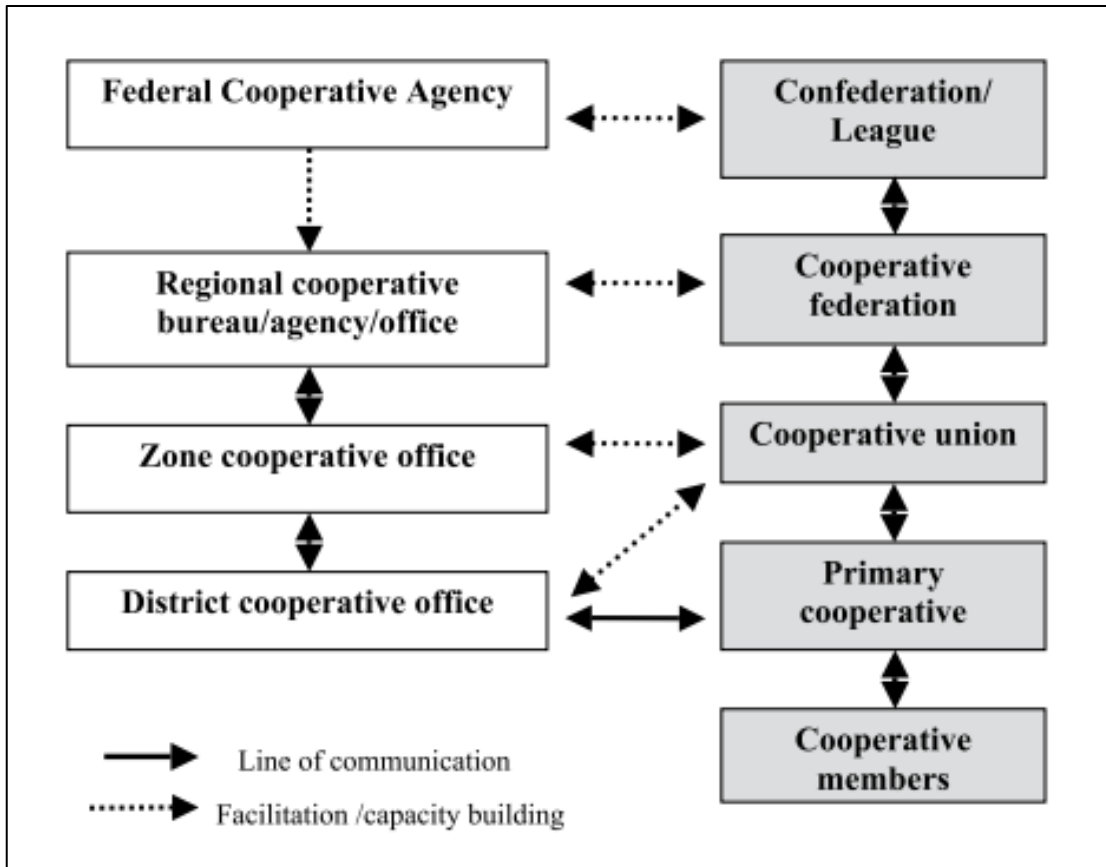 Federal Cooperative Agency
Confederation/
League
Regional cooperative
bureau/agency/office
Cooperative
federation
Zone cooperative office
Cooperative union
District cooperative office
Primary
cooperative
Cooperative
members
Line of communication
Facilitation /capacity building